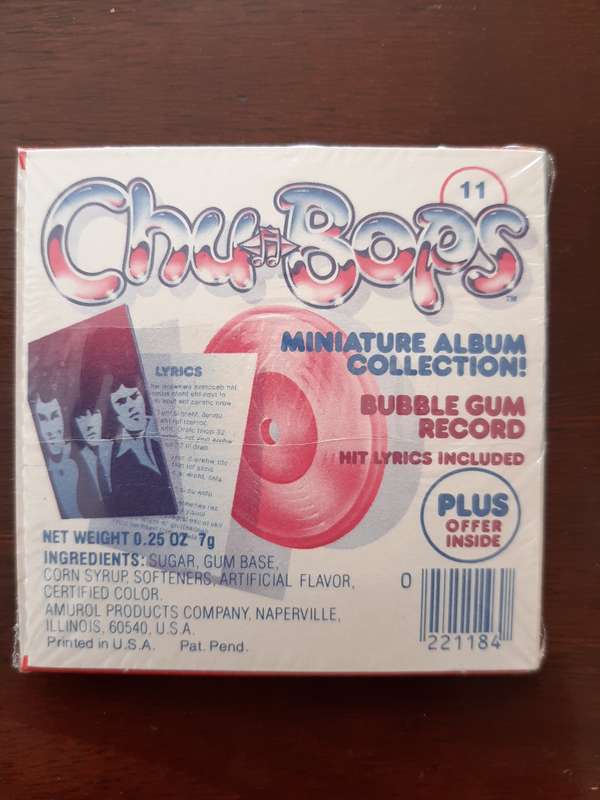 11
Chu Bops
TM
MINIATURE ALBUM
COLLECTION!
BUBBLE GUM
RECORD
HIT LYRICS INCLUDED
PLUS
OFFER
INSIDE
LYRICS
NET WEIGHT 0.25 OZ 7g
INGREDIENTS: SUGAR, GUM BASE,
CORN SYRUP, SOFTENERS, ARTIFICIAL FLAVOR,
CERTIFIED COLOR.
AMUROL PRODUCTS COMPANY, NAPERVILLE,
ILLINOIS, 60540, U.S.A.
Printed in U.S.A. Pat. Pend.
0 221184